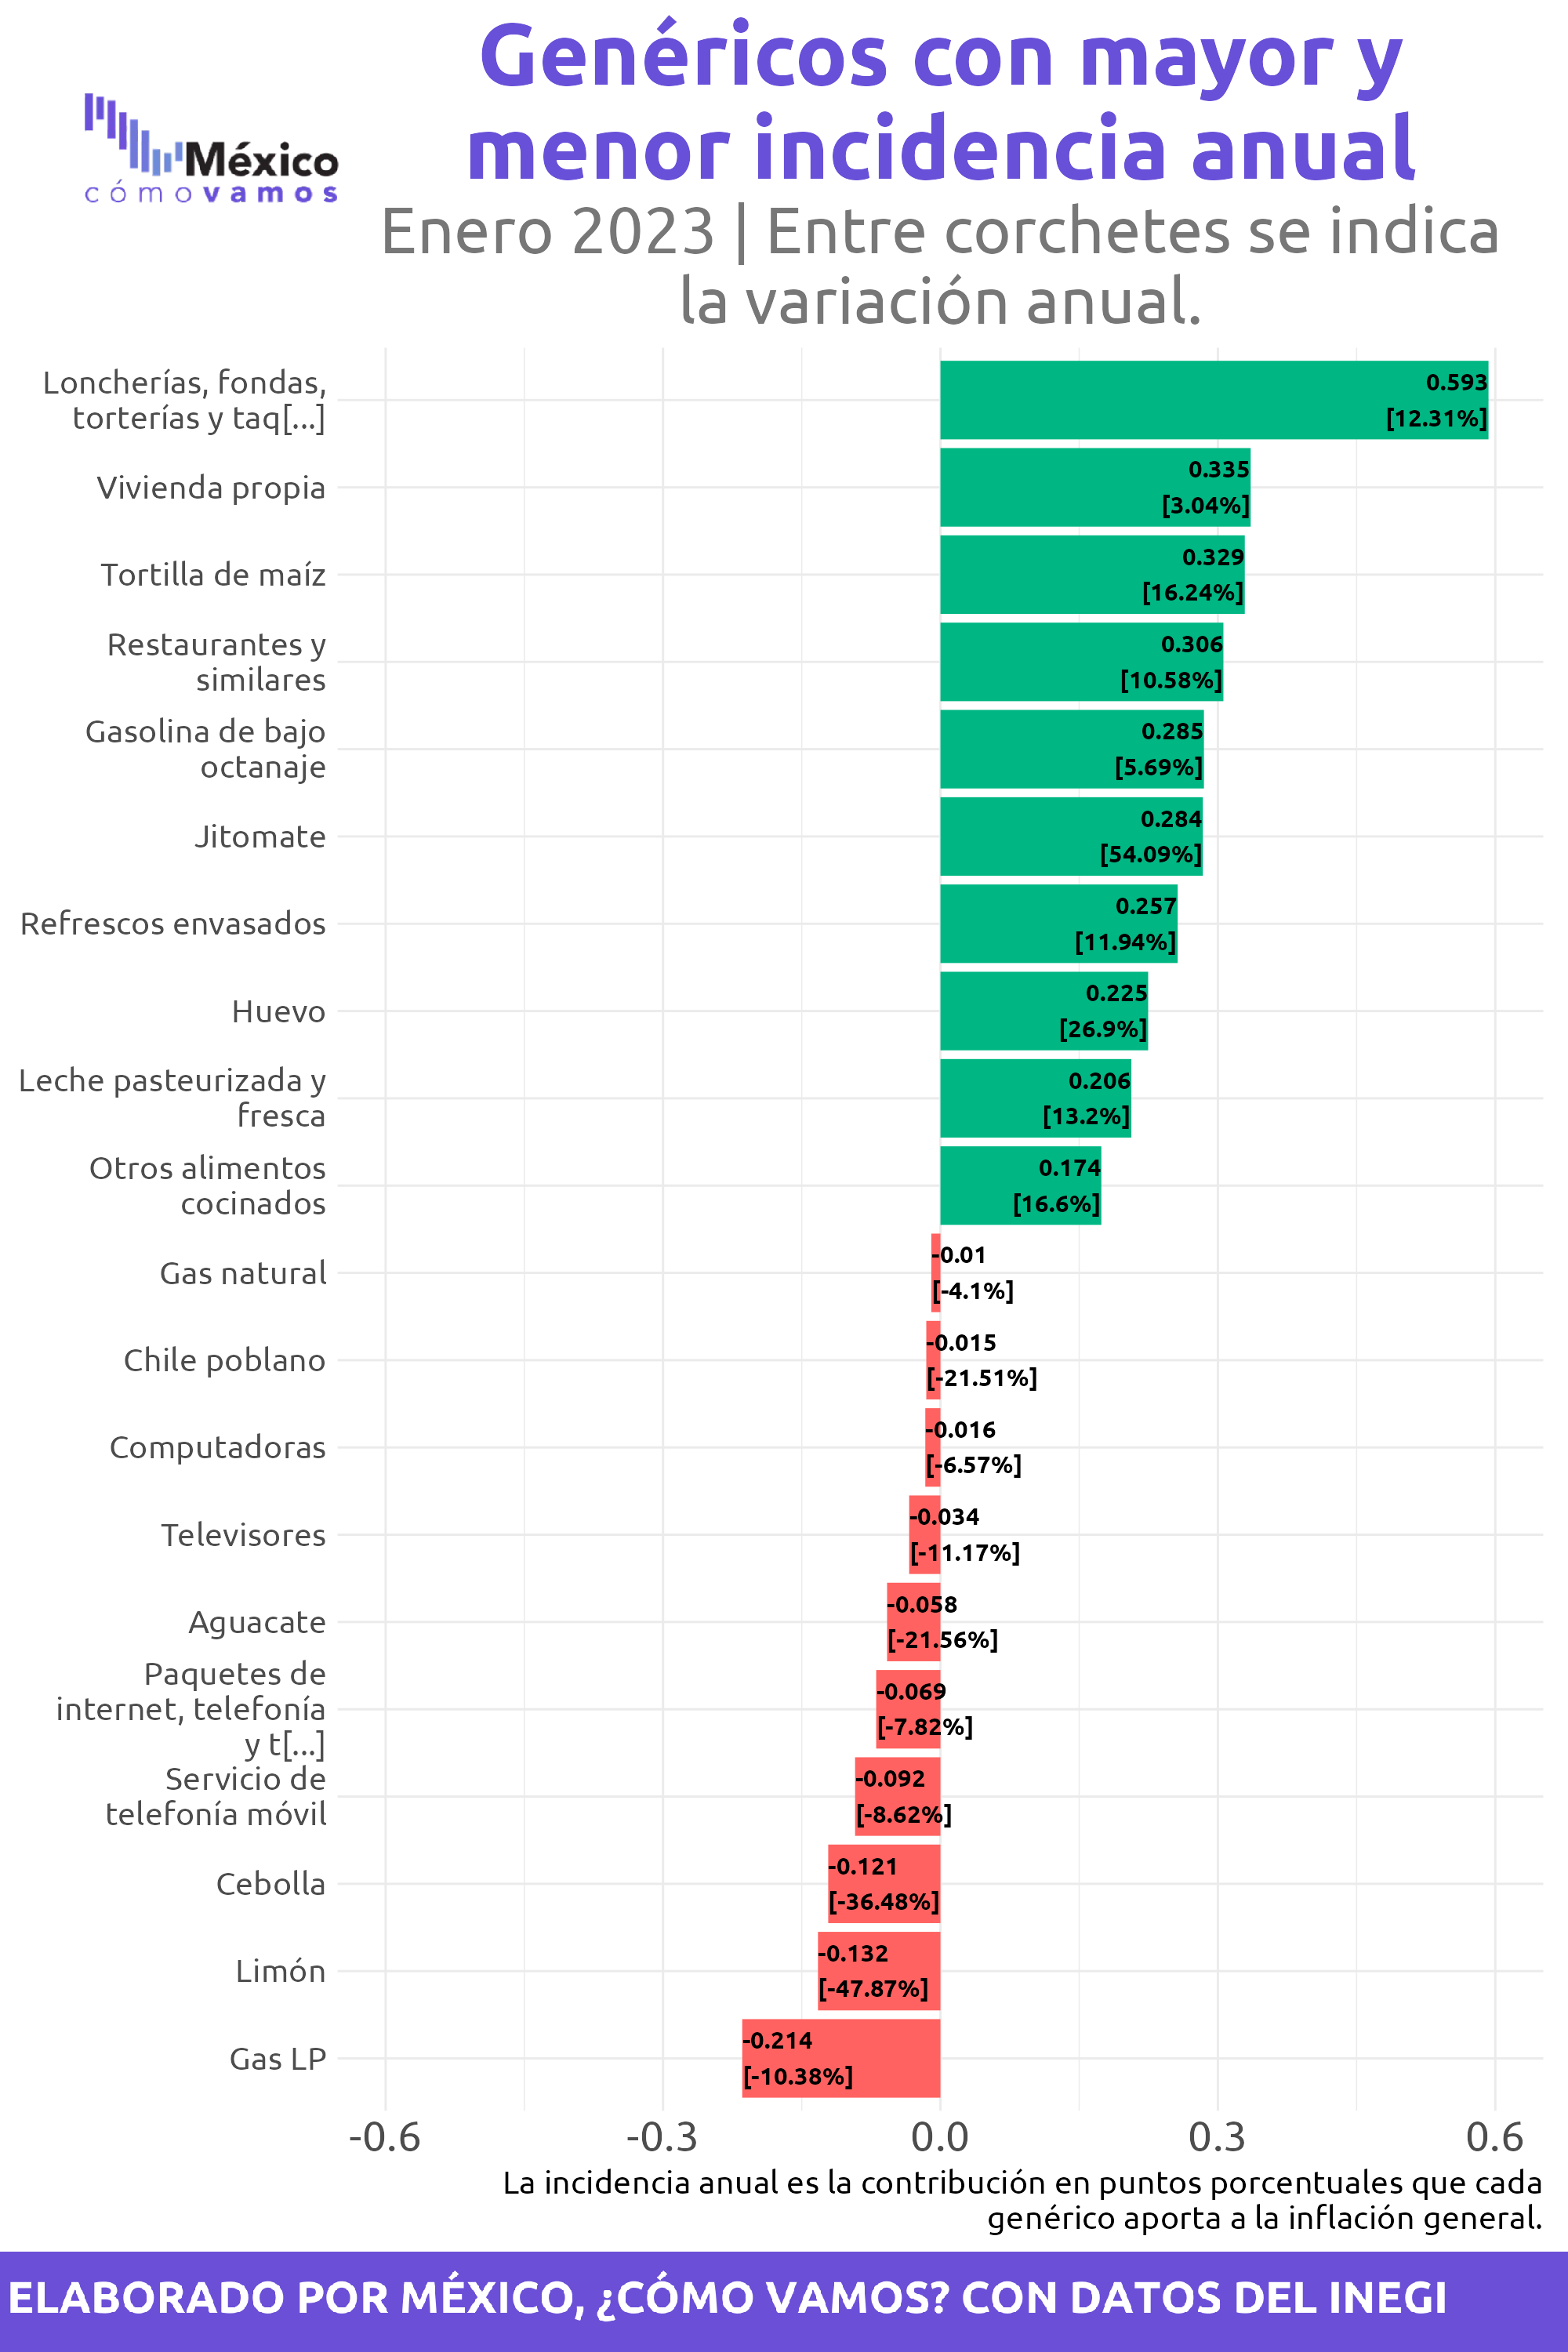 Genéricos con mayor y
menor incidencia anual
México
cómovamos
Enero 2023 | Entre corchetes se indica
la variación anual.
Loncherías, fondas,
torterías y taq[...]
0.593
[12.31%]
Vivienda propia
0.335
[3.04%]
Tortilla de maíz
0.329
[16.24%]
Restaurantes y
similares
0.306
[10.58%]
Gasolina de bajo
octanaje
0.285
[5.69%]
Jitomate
0.284
[54.09%]
Refrescos envasados
0.257
[11.94%]
Huevo
0.225
[26.9%]
Leche pasteurizada y
fresca
0.206
[13.2%]
Otros alimentos
cocinados
0.174
[16.6%]
Gas natural
-0.01
[-4.1%]
Chile poblano
-0.015
[-21.51%]
Computadoras
-0.016
[-6.57%]
Televisores
-0.034
[-11.17%]
Aguacate
-0.058
[-21.56%]
Paquetes de
internet, telefonía
y t[...]
-0.069
[-7.82%]
Servicio de
telefonía móvil
-0.092
[-8.62%]
Cebolla
-0.121
[-36.48%]
Limón
-0.132
[-47.87%]
Gas LP
-0.214
[-10.38%]
-0.6 -0.3 0.0 0.3 0.6
La incidencia anual es la contribución en puntos porcentuales que cada
genérico aporta a la inflación general.
ELABORADO POR MÉXICO, ¿CÓMO VAMOS? CON DATOS DEL INEGI